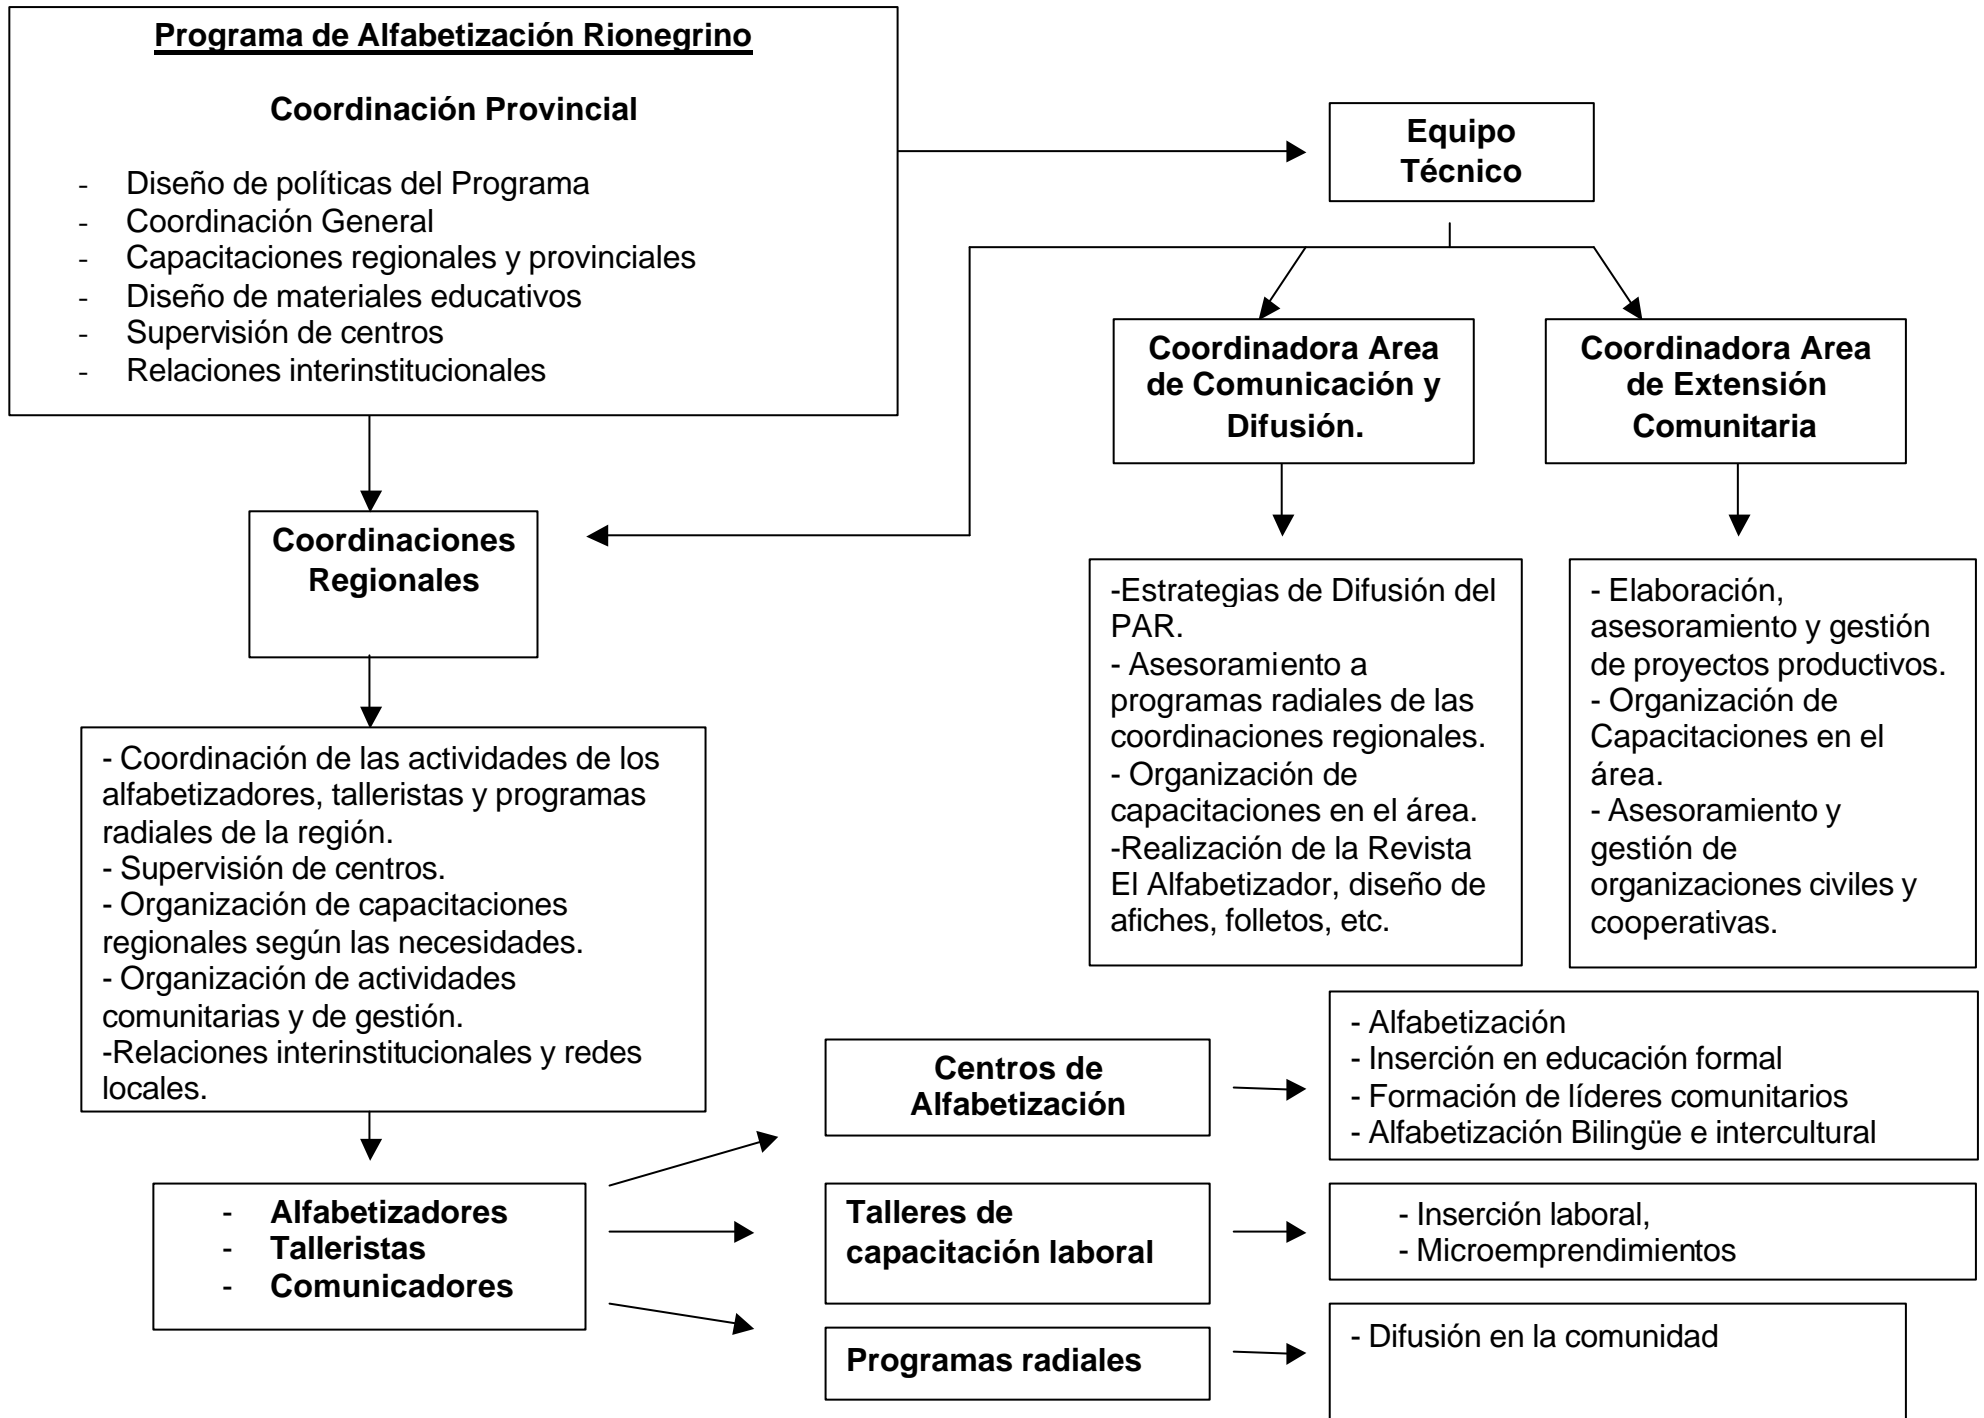 Programa de Alfabetización Rionegrino
Coordinación Provincial
- Diseño de políticas del Programa
- Coordinación General
- Capacitaciones regionales y provinciales
- Diseño de materiales educativos
- Supervisión de centros
- Relaciones interinstitucionales
Equipo
Técnico
Coordinadora Area
de Comunicación y
Difusión.
Coordinadora Area
de Extensión
Comunitaria
Coordinaciones
Regionales
-Estrategias de Difusión del
PAR.
- Asesoramiento a
programas radiales de las
coordinaciones regionales.
- Organización de
capacitaciones en el área.
-Realización de la Revista
El Alfabetizador, diseño de
afiches, folletos, etc.
- Elaboración,
asesoramiento y gestión
de proyectos productivos.
- Organización de
Capacitaciones en el
área.
- Asesoramiento y
gestión de
organizaciones civiles y
cooperativas.
- Coordinación de las actividades de los
alfabetizadores, talleristas y programas
radiales de la región.
- Supervisión de centros.
- Organización de capacitaciones
regionales según las necesidades.
- Organización de actividades
comunitarias y de gestión.
-Relaciones interinstitucionales y redes
locales.
Centros de
Alfabetización
- Alfabetización
- Inserción en educación formal
- Formación de líderes comunitarios
- Alfabetización Bilingüe e intercultural
- Alfabetizadores
- Talleristas
- Comunicadores
Talleres de
capacitación laboral
- Inserción laboral,
- Microemprendimientos
Programas radiales
- Difusión en la comunidad